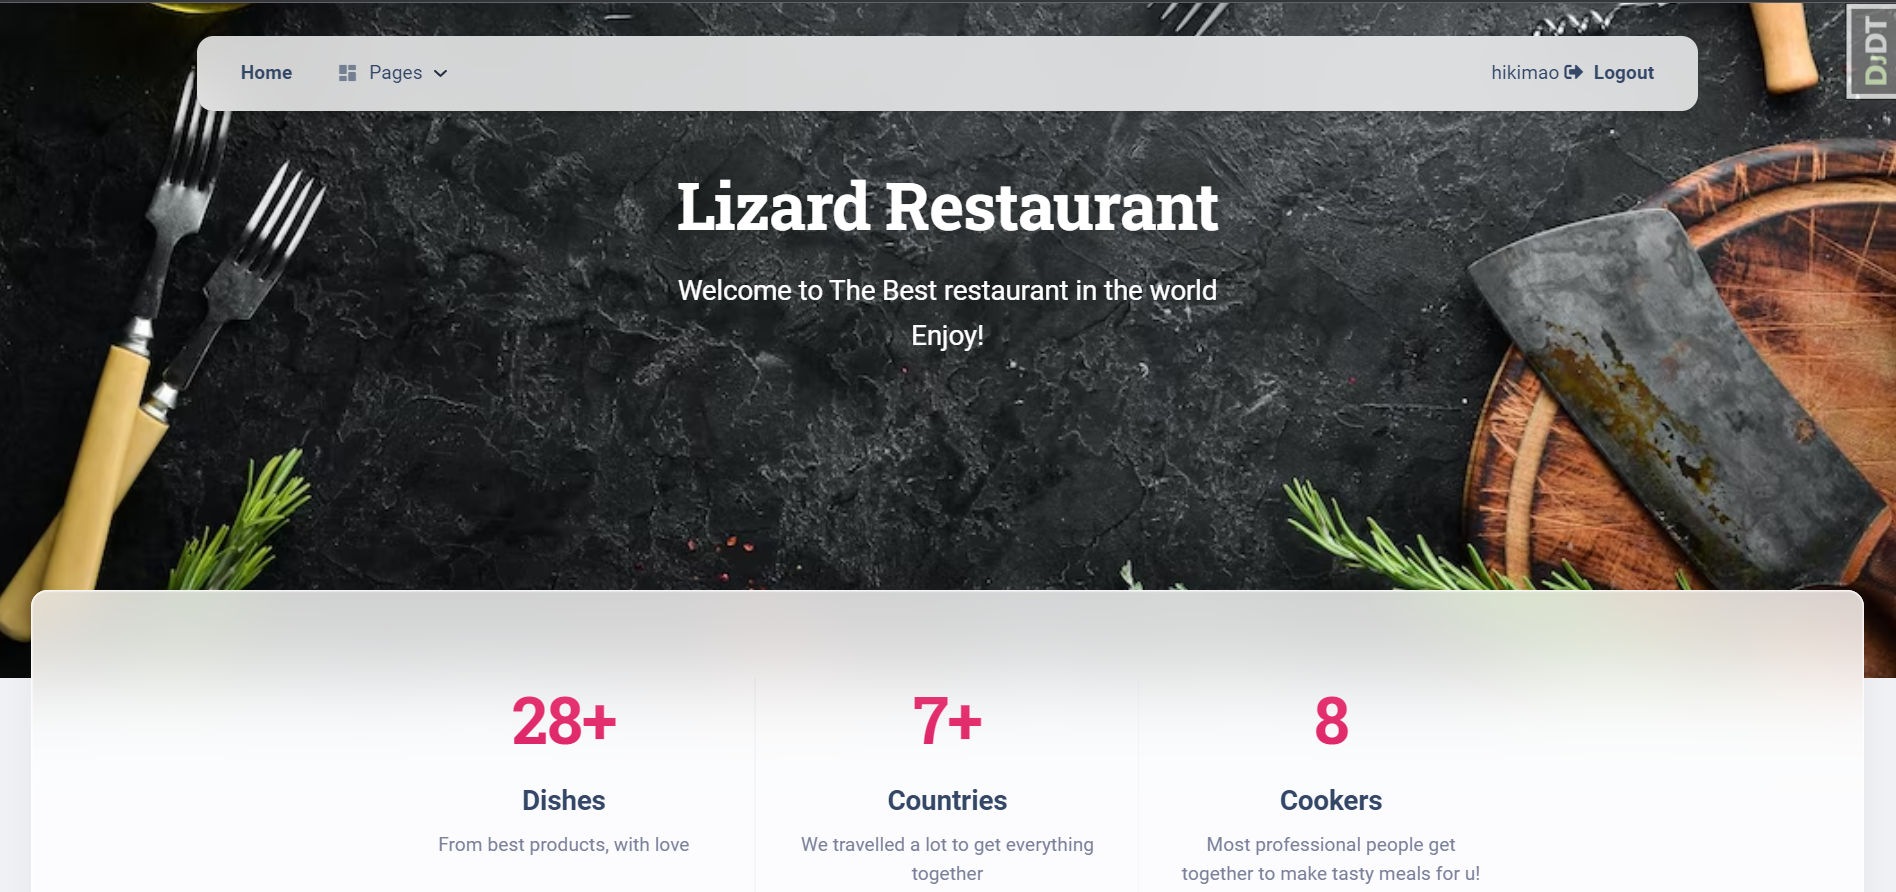 Home Pages hikimao Logout
DJDT
Lizard Restaurant
Welcome to The Best restaurant in the world
Enjoy!
28+
Dishes
From best products, with love
7+
Countries
We travelled a lot to get everything
together
8
Cookers
Most professional people get
together to make tasty meals for u!